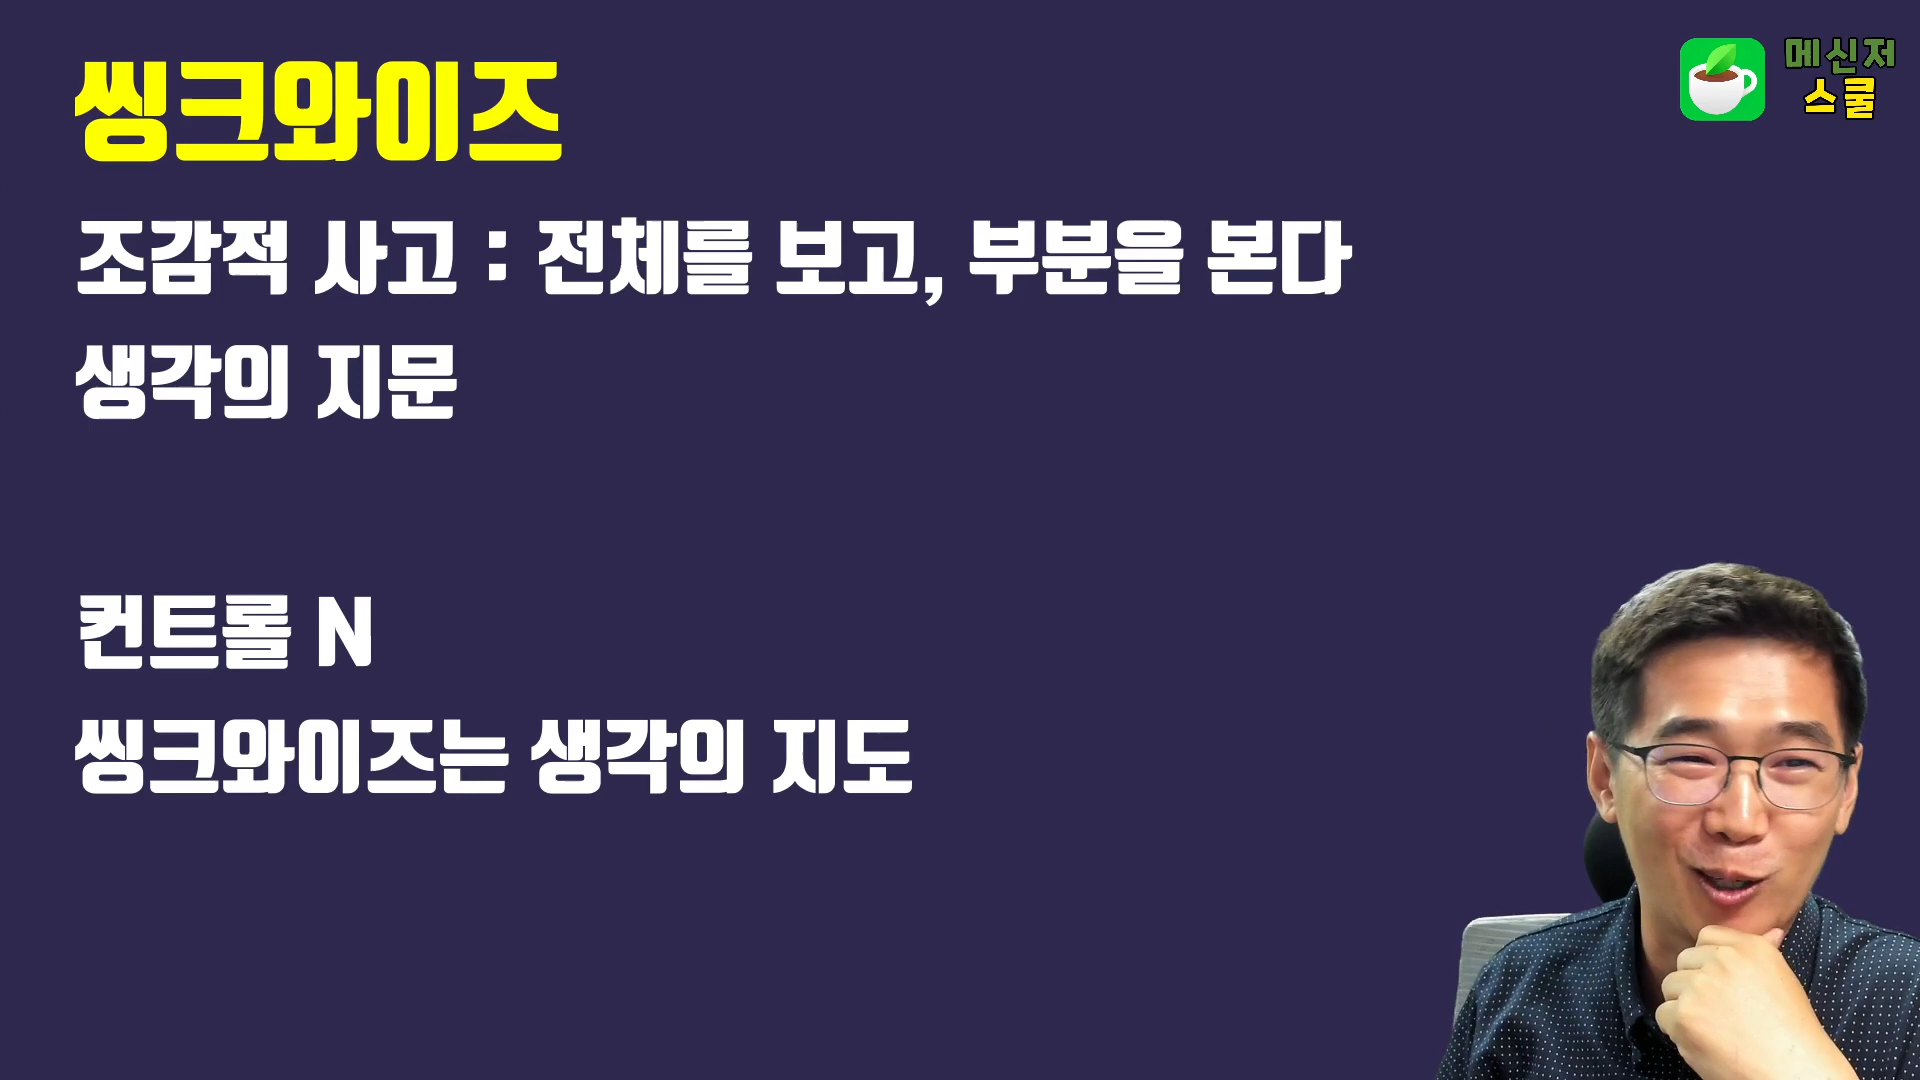 씽크와이즈
메신저
스쿨
조감적 사고 : 전체를 보고, 부분을 본다
생각의 지문
컨트롤 N
씽크와이즈는 생각의 지도